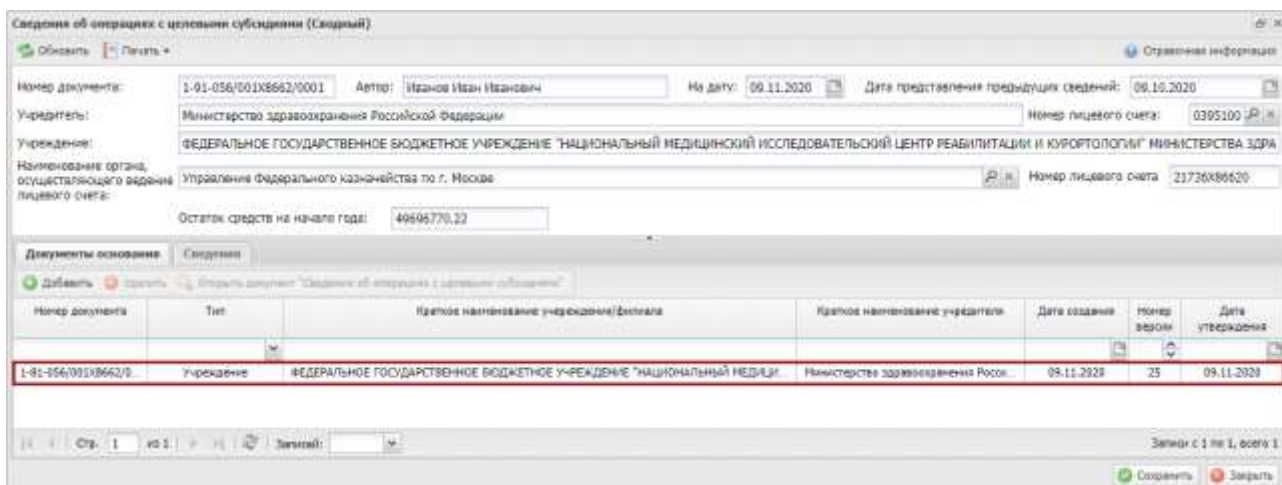 Сведения об операциях с целевыми субсидиями (Сводный)
Обновить Печать Справочная информация
Номер документа: 1-91-056/001X8662/0001 Автор: Иванов Иван Иванович На дату: 09.11.2020 Дата представления предыдущих сведений: 09.10.2020
Учредитель: Министерство здравоохранения Российской Федерации Номер лицевого счета: 0395100
Учреждение: ФЕДЕРАЛЬНОЕ ГОСУДАРСТВЕННОЕ БЮДЖЕТНОЕ УЧРЕЖДЕНИЕ "НАЦИОНАЛЬНЫЙ МЕДИЦИНСКИЙ ИССЛЕДОВАТЕЛЬСКИЙ ЦЕНТР РЕАБИЛИТАЦИИ И КУРОРТОЛОГИИ" МИНИСТЕРСТВА ЗДРА
Наименование органа,
осуществляющего ведение Управление Федерального казначейства по г. Москве Номер лицевого счета 21736X86620
лицевого счета:
Остаток средств на начало года: 49696770,22
Документы основание Сведения
Добавить Удалить Открыть документ "Сведения об операциях с целевыми субсидиями"
Номер документа Тип Краткое наименование учреждения/филиала Краткое наименование учредителя Дата создания Номер Дата
версии утверждения
1-81-056/001X8662/0... Учреждение ФЕДЕРАЛЬНОЕ ГОСУДАРСТВЕННОЕ БЮДЖЕТНОЕ УЧРЕЖДЕНИЕ "НАЦИОНАЛЬНЫЙ МЕДИЦИ... Министерство здравоохранения Росси... 09.11.2020 25 09.11.2020
Стр. 1 из 1 Записей: Записи с 1 по 1, всего 1
Сохранить Закрыть